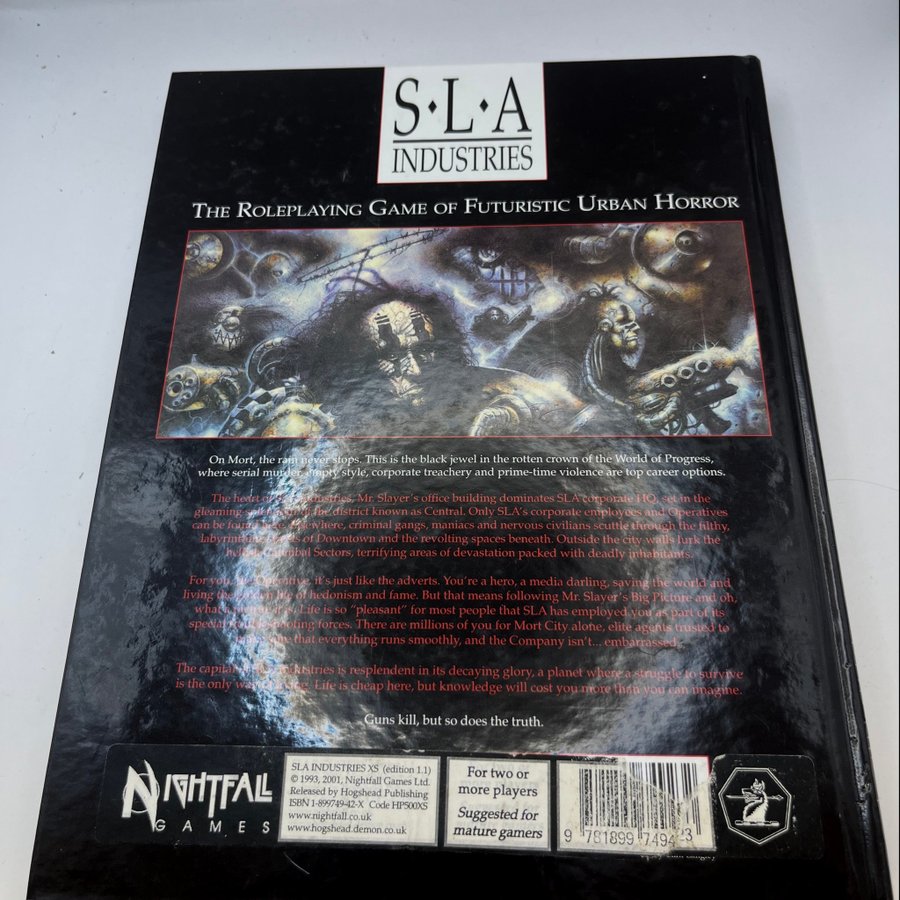 S·L·A
INDUSTRIES
THE ROLEPLAYING GAME OF FUTURISTIC URBAN HORROR
On Mort, the rain never stops. This is the black jewel in the rotten crown of the World of Progress,
where serial murder, empty style, corporate treachery and prime-time violence are top career options.
The heart of Industries, Mr. Slayer's office building dominates SLA corporate HQ, set in the
gleaming of the district known as Central. Only SLA's corporate employees and Operatives
can be found here. Elsewhere, criminal gangs, maniacs and nervous civilians scuttle through the filthy,
labyrinthine of Downtown and the revolting spaces beneath. Outside the city walls lurk the
Cannibal Sectors, terrifying areas of devastation packed with deadly inhabitants.
For you, Operative, it's just like the adverts. You're a hero, a media darling, saving the world and
living the life of hedonism and fame. But that means following Mr. Slayer's Big Picture and oh,
what a it is. Life is so "pleasant" for most people that SLA has employed you as part of its
special forces. There are millions of you for Mort City alone, elite agents trusted to
that everything runs smoothly, and the Company isn't... embarrassed.
The capital Industries is resplendent in its decaying glory, a planet where a struggle to survive
is the only way Life is cheap here, but knowledge will cost you more than you can imagine.
Guns kill, but so does the truth.
NIGHTFALL
GAMES
SLA INDUSTRIES XS (edition 1.1)
© 1993, 2001, Nightfall Games Ltd.
Released by Hogshead Publishing
ISBN 1-899749-42-X Code HP500XS
www.nightfall.co.uk
www.hogshead.demon.co.uk
For two or
more players
Suggested for
mature gamers